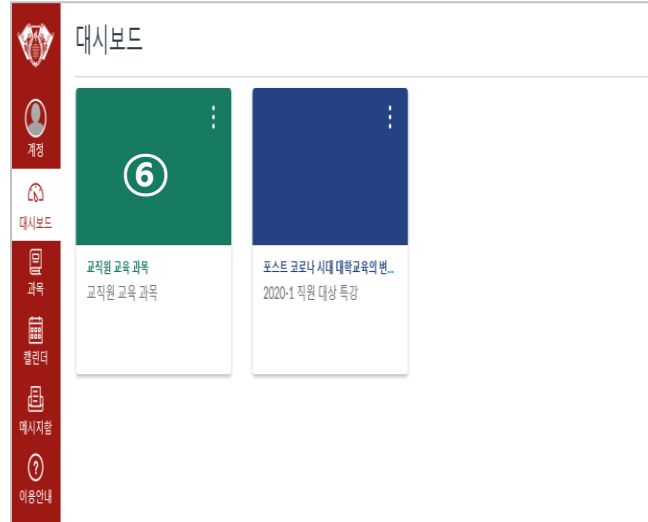 대시보드
계정
대시보드
과목
캘린더
메시지함
이용안내
⑥
교직원 교육 과목
교직원 교육 과목
포스트 코로나 시대 대학교육의 변...
2020-1 직원 대상 특강